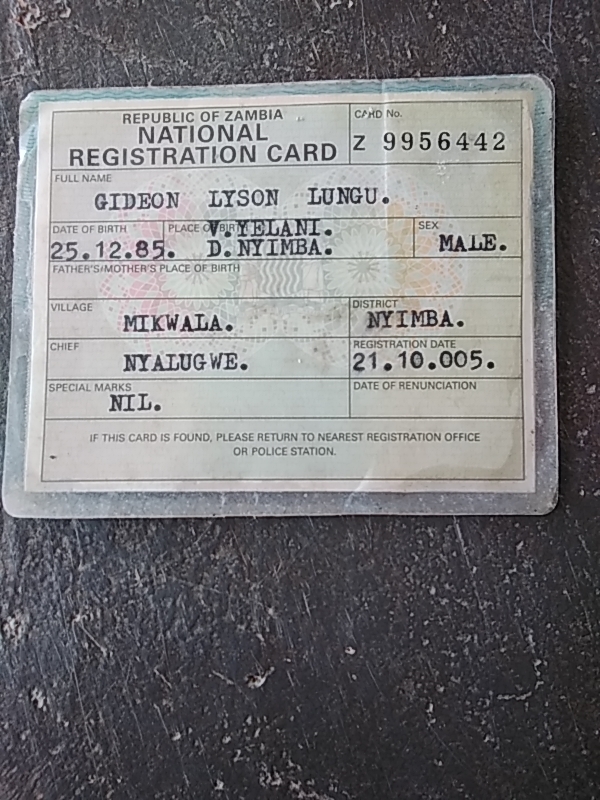 REPUBLIC OF ZAMBIA
NATIONAL
REGISTRATION CARD
CARD No.
Z 9956442
FULL NAME
GIDEON LYSON LUNGU.
DATE OF BIRTH
25.12.85.
PLACE OF BIRTH
V.YELANI.
D.NYIMBA.
SEX
MALE.
FATHER'S/MOTHER'S PLACE OF BIRTH
VILLAGE
MIKWALA.
DISTRICT
NYIMBA.
CHIEF
NYALUGWE.
REGISTRATION DATE
21.10.005.
SPECIAL MARKS
NIL.
DATE OF RENUNCIATION
IF THIS CARD IS FOUND, PLEASE RETURN TO NEAREST REGISTRATION OFFICE
OR POLICE STATION.